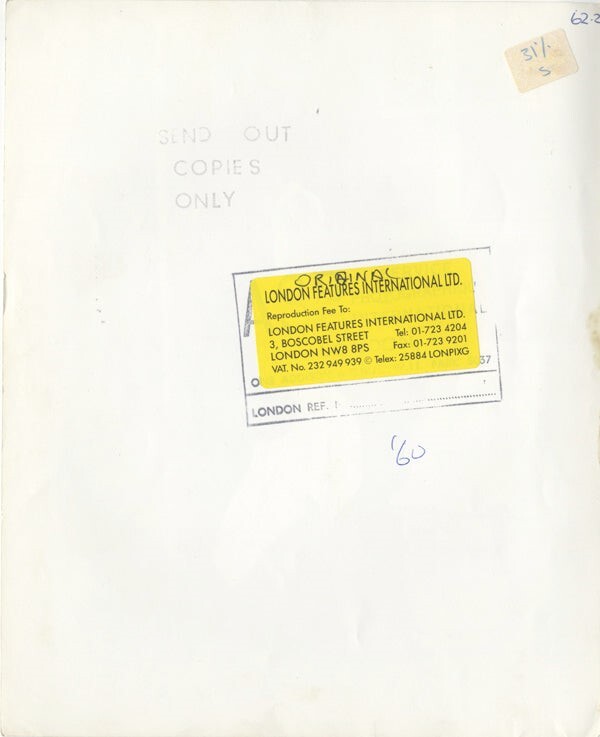 62-2
31%
S
SEND OUT
COPIES
ONLY
ORIGINAL
LONDON FEATURES INTERNATIONAL LTD.
Reproduction Fee To:
LONDON FEATURES INTERNATIONAL LTD.
3, BOSCOBEL STREET Tel: 01-723 4204
LONDON NW8 8PS Fax: 01-723 9201
VAT. No. 232 949 939 © Telex: 25884 LONPIXG
37
LONDON REF.
'60